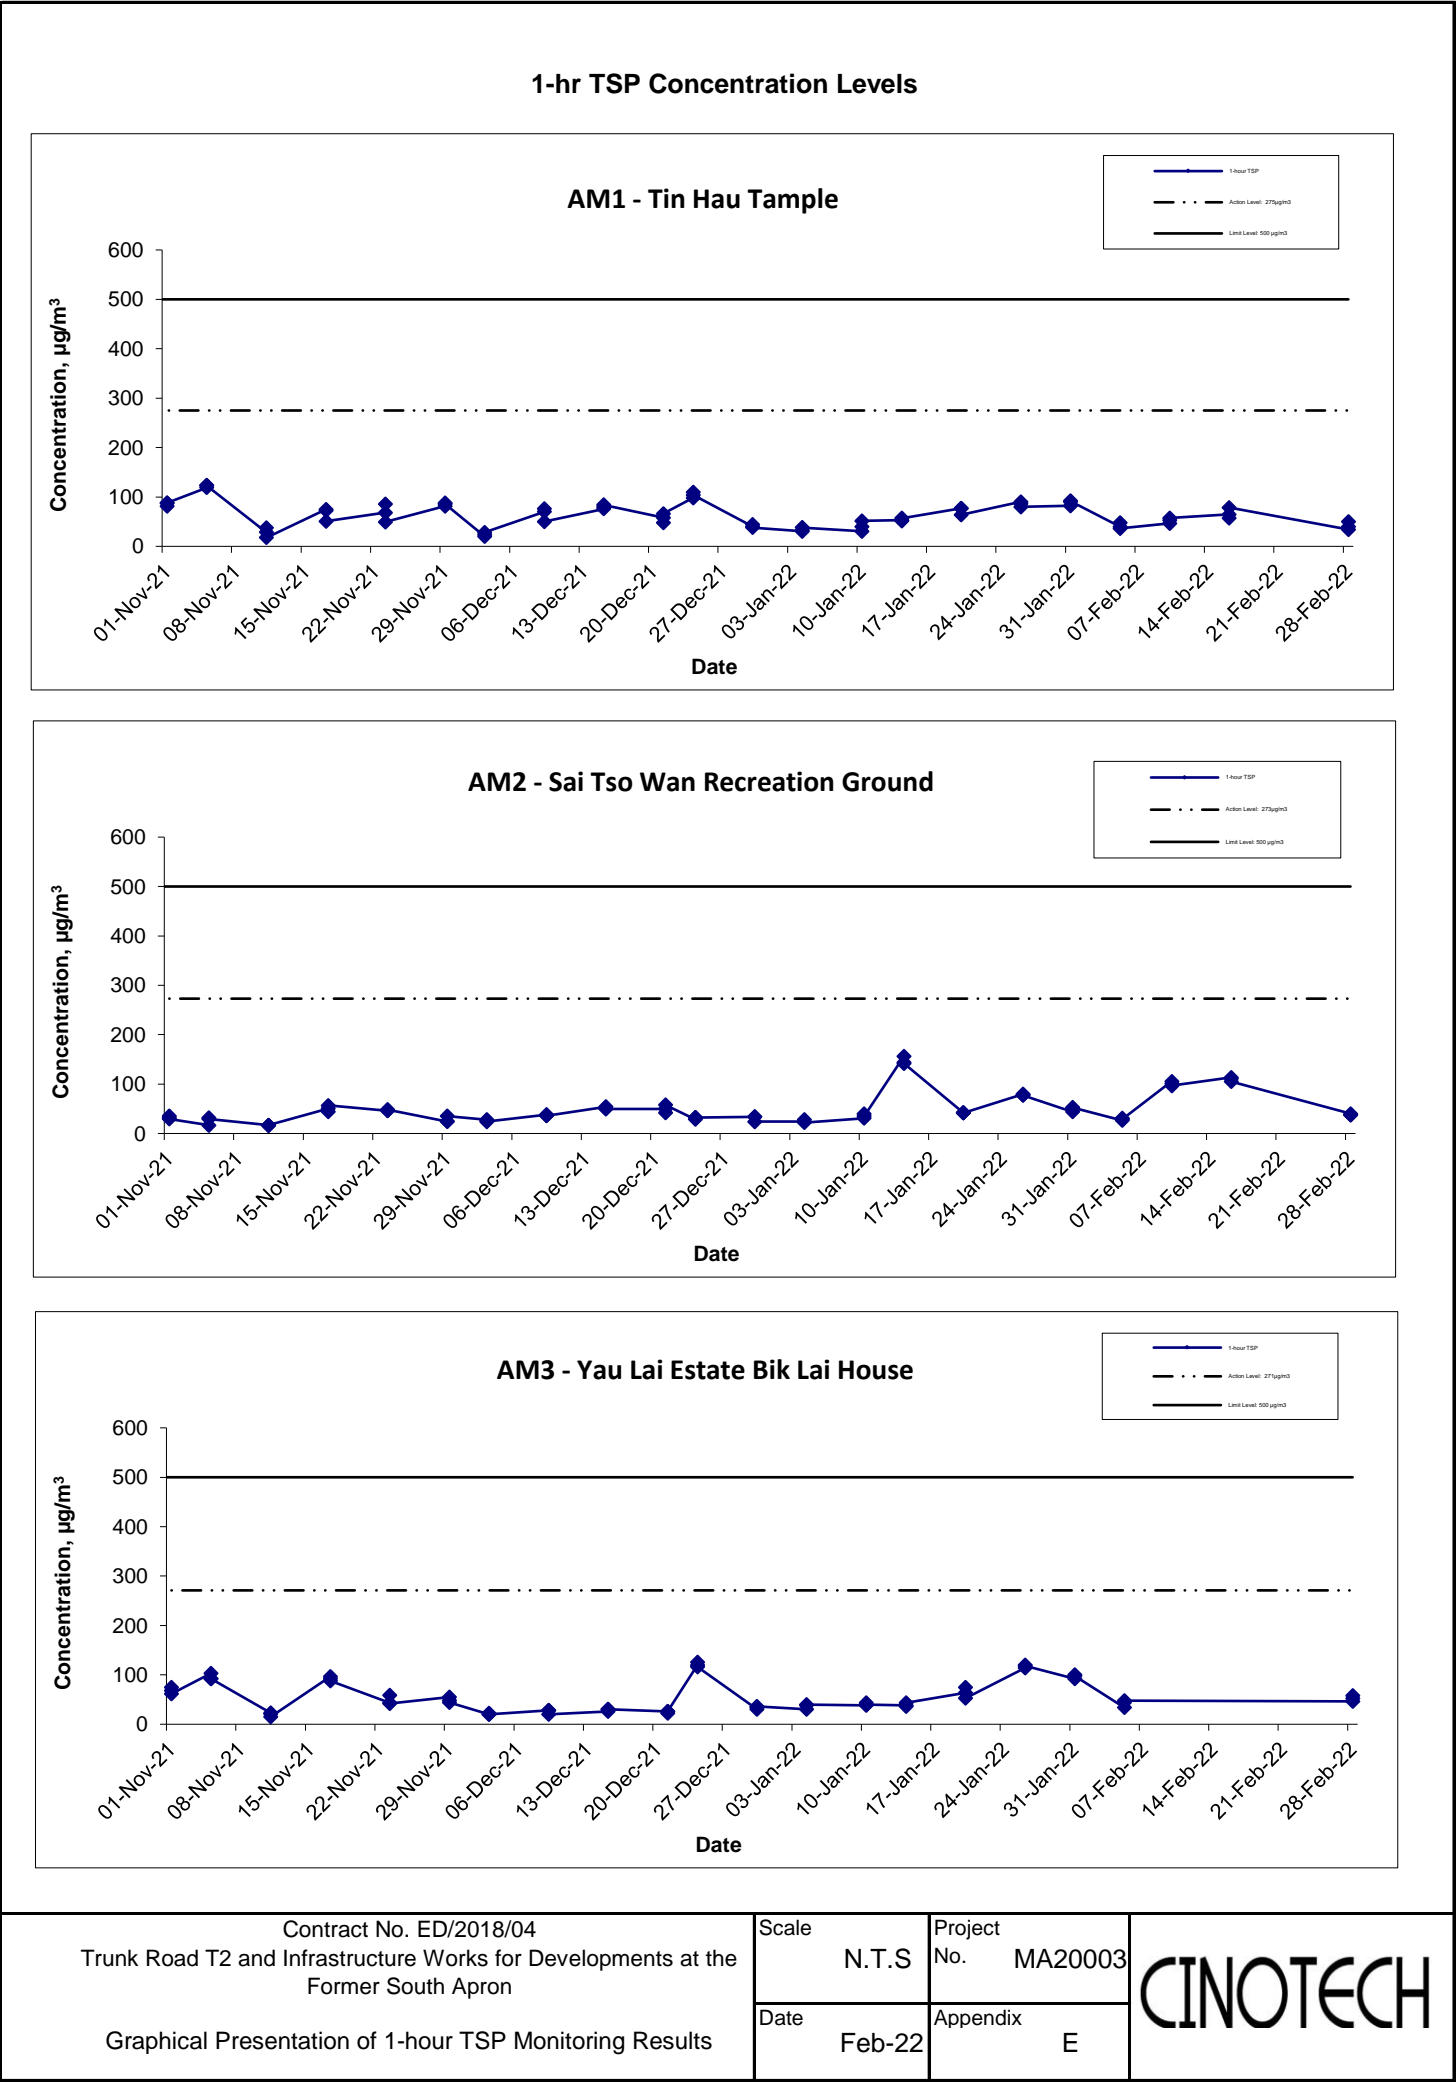 1-hr TSP Concentration Levels
AM1 - Tin Hau Tample
1-hour TSP
Action Level: 275µg/m3
Limit Level: 500 µg/m3
Concentration, µg/m³
600
500
400
300
200
100
0
01-Nov-21
08-Nov-21
15-Nov-21
22-Nov-21
29-Nov-21
06-Dec-21
13-Dec-21
20-Dec-21
27-Dec-21
03-Jan-22
10-Jan-22
17-Jan-22
24-Jan-22
31-Jan-22
07-Feb-22
14-Feb-22
21-Feb-22
28-Feb-22
Date
AM2 - Sai Tso Wan Recreation Ground
1-hour TSP
Action Level: 273µg/m3
Limit Level: 500 µg/m3
Concentration, µg/m³
600
500
400
300
200
100
0
01-Nov-21
08-Nov-21
15-Nov-21
22-Nov-21
29-Nov-21
06-Dec-21
13-Dec-21
20-Dec-21
27-Dec-21
03-Jan-22
10-Jan-22
17-Jan-22
24-Jan-22
31-Jan-22
07-Feb-22
14-Feb-22
21-Feb-22
28-Feb-22
Date
AM3 - Yau Lai Estate Bik Lai House
1-hour TSP
Action Level: 271µg/m3
Limit Level: 500 µg/m3
Concentration, µg/m³
600
500
400
300
200
100
0
01-Nov-21
08-Nov-21
15-Nov-21
22-Nov-21
29-Nov-21
06-Dec-21
13-Dec-21
20-Dec-21
27-Dec-21
03-Jan-22
10-Jan-22
17-Jan-22
24-Jan-22
31-Jan-22
07-Feb-22
14-Feb-22
21-Feb-22
28-Feb-22
Date
Contract No. ED/2018/04
Trunk Road T2 and Infrastructure Works for Developments at the
Former South Apron
Graphical Presentation of 1-hour TSP Monitoring Results
Scale
N.T.S
Project
No. MA20003
Date
Feb-22
Appendix
E
CINOTECH